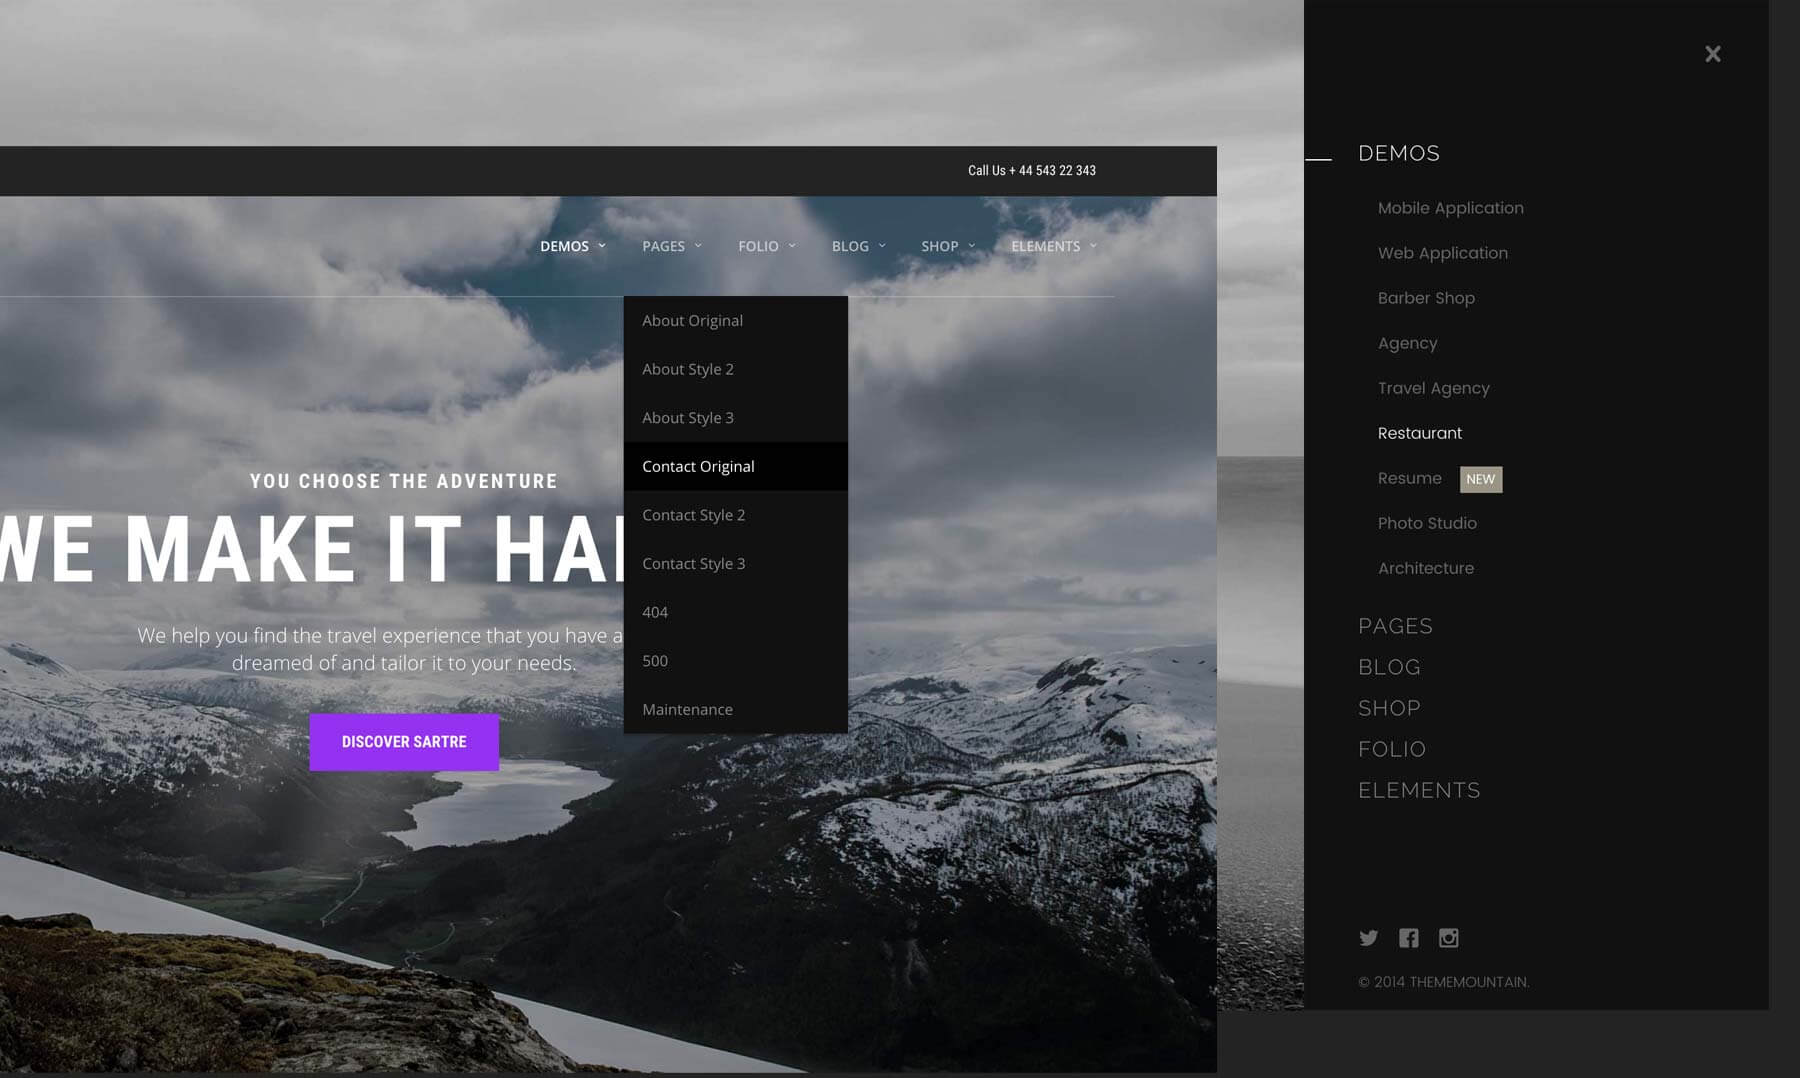 Call Us + 44 543 22 343
DEMOS PAGES FOLIO BLOG SHOP ELEMENTS
About Original
About Style 2
About Style 3
Contact Original
Contact Style 2
Contact Style 3
404
500
Maintenance
YOU CHOOSE THE ADVENTURE
WE MAKE IT
We help you find the travel experience that you have
dreamed of and tailor it to your needs.
DISCOVER SARTRE
DEMOS
Mobile Application
Web Application
Barber Shop
Agency
Travel Agency
Restaurant
Resume NEW
Photo Studio
Architecture
PAGES
BLOG
SHOP
FOLIO
ELEMENTS
© 2014 THEMEMOUNTAIN.